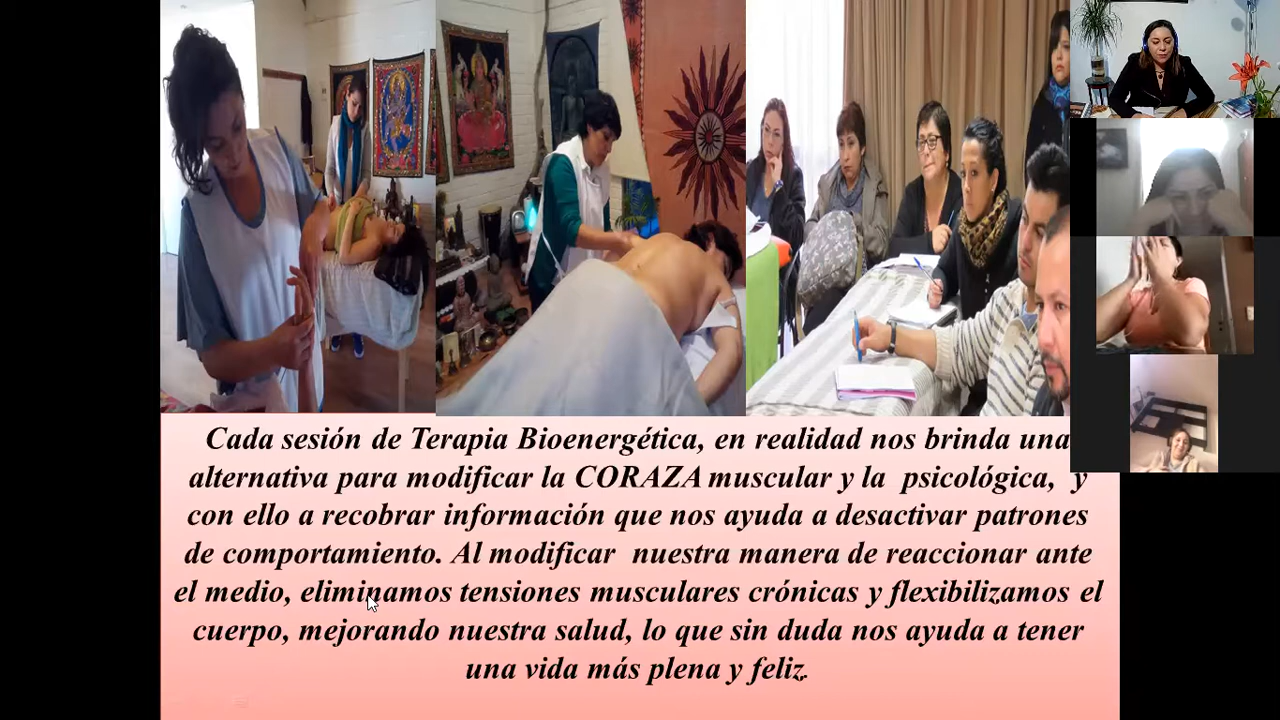 Cada sesión de Terapia Bioenergética, en realidad nos brinda una
alternativa para modificar la CORAZA muscular y la psicológica, y
con ello a recobrar información que nos ayuda a desactivar patrones
de comportamiento. Al modificar nuestra manera de reaccionar ante
el medio, eliminamos tensiones musculares crónicas y flexibilizamos el
cuerpo, mejorando nuestra salud, lo que sin duda nos ayuda a tener
una vida más plena y feliz.